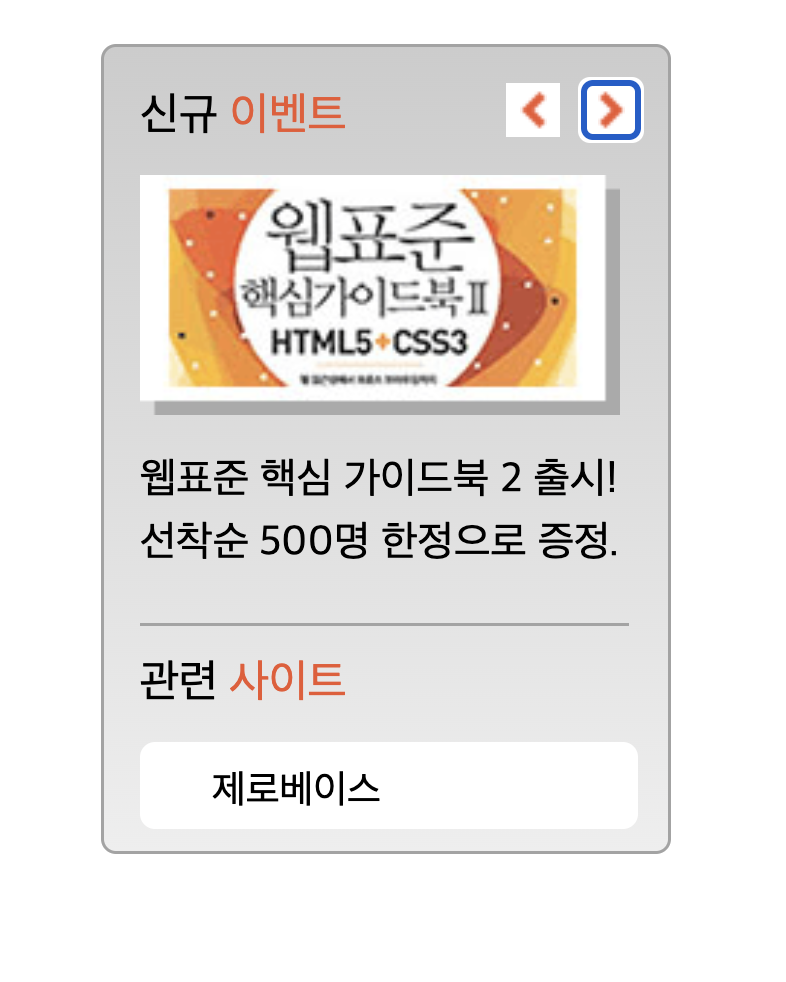 신규 이벤트
웹표준
핵심가이드북 II
HTML5+CSS3
웹표준 핵심 가이드북 2 출시!
선착순 500명 한정으로 증정.
관련 사이트
제로베이스